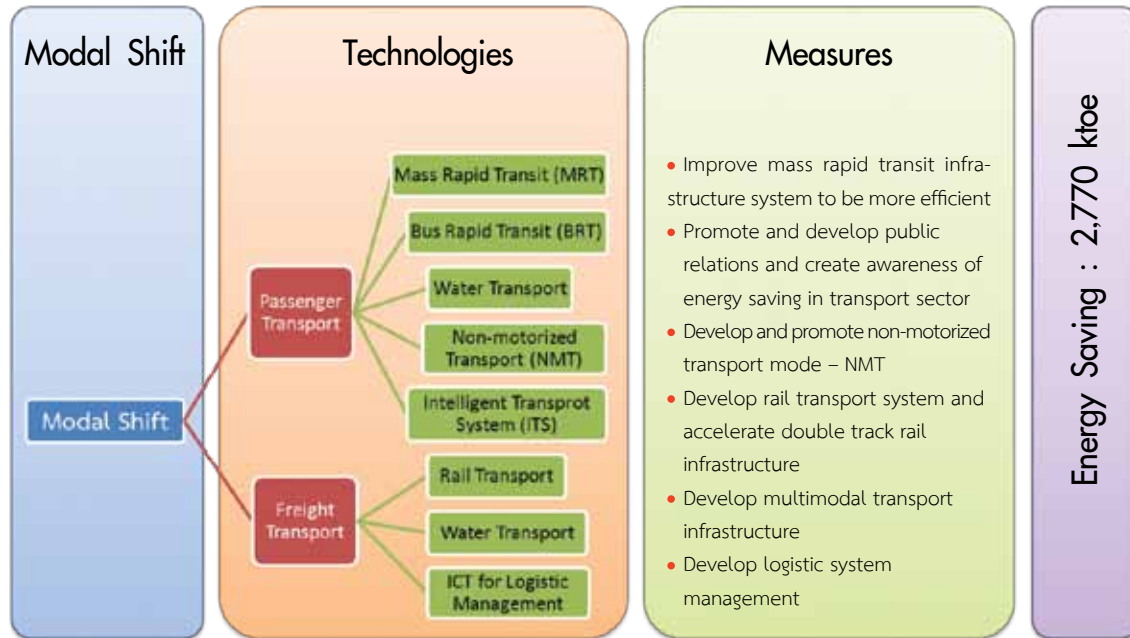 Modal Shift
Modal Shift
Technologies
Passenger
Transport
Mass Rapid Transit (MRT)
Bus Rapid Transit (BRT)
Water Transport
Non-motorized
Transport (NMT)
Intelligent Transprot
System (ITS)
Freight
Transport
Rail Transport
Water Transport
ICT for Logistic
Management
Measures
• Improve mass rapid transit infra-
structure system to be more efficient
• Promote and develop public
relations and create awareness of
energy saving in transport sector
• Develop and promote non-motorized
transport mode – NMT
• Develop rail transport system and
accelerate double track rail
infrastructure
• Develop multimodal transport
infrastructure
• Develop logistic system
management
Energy Saving : 2,770 ktoe